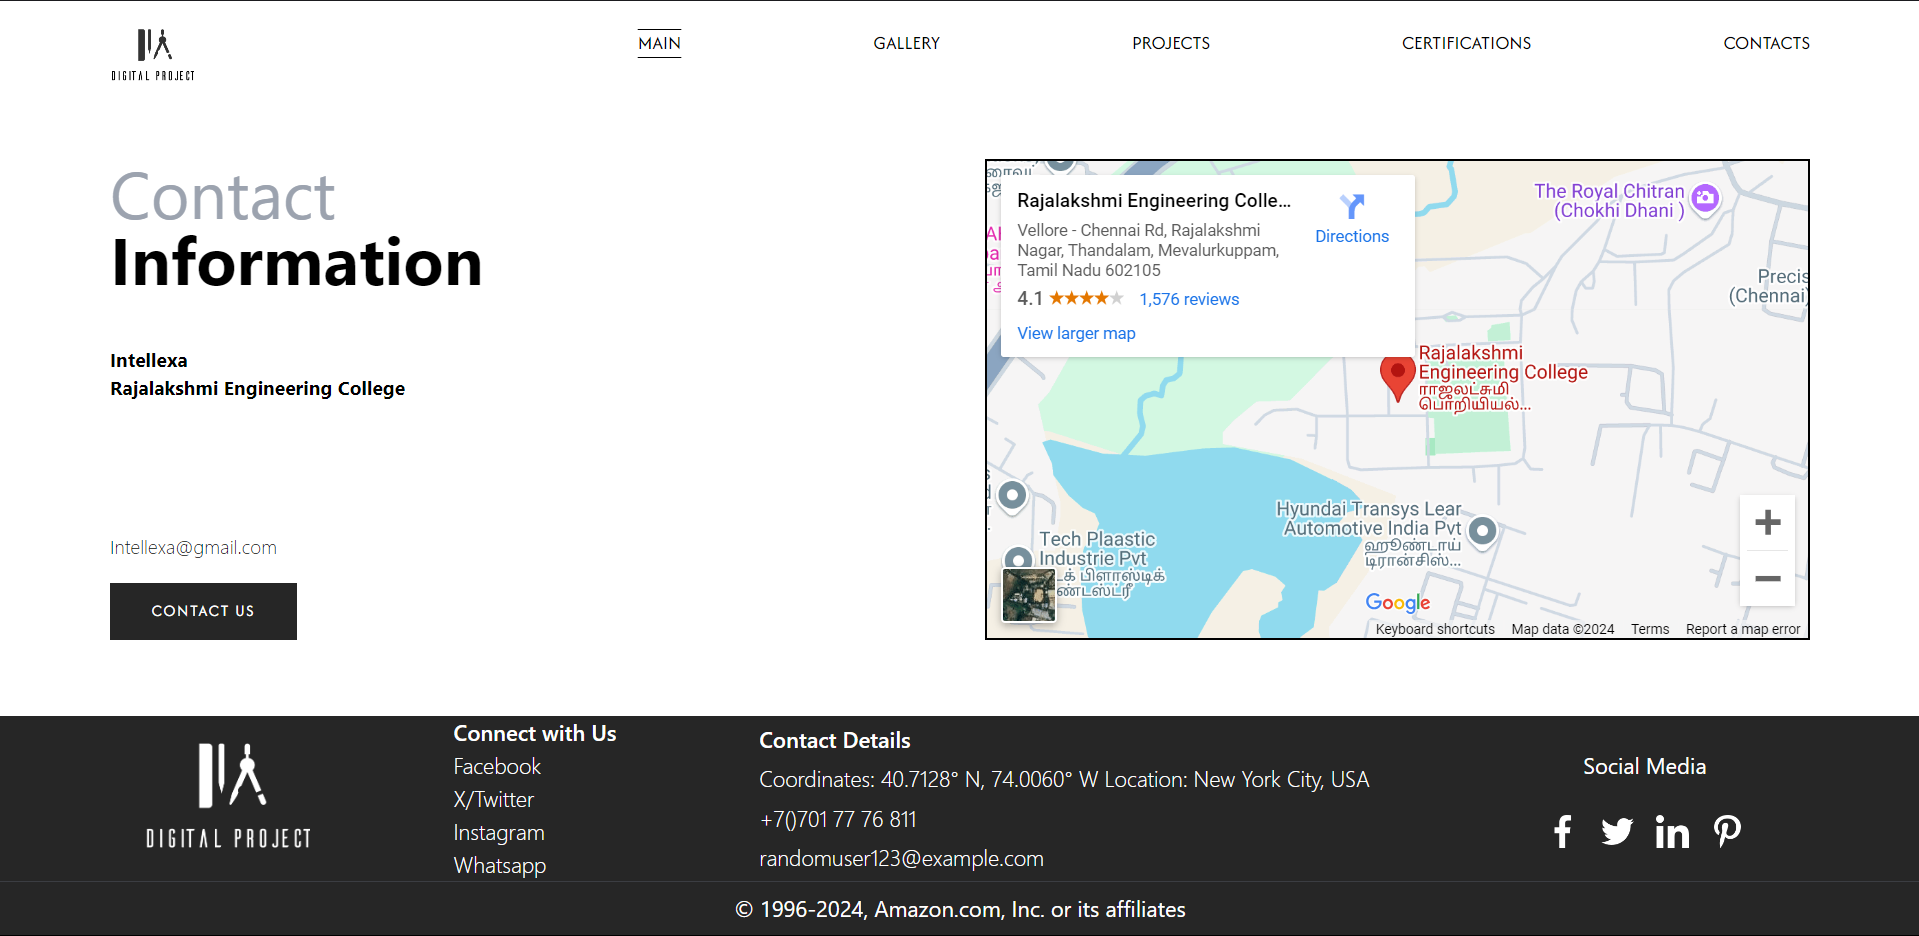 DIGITAL PROJECT
MAIN
GALLERY
PROJECTS
CERTIFICATIONS
CONTACTS
Contact
Information
Intellexa
Rajalakshmi Engineering College
Intellexa@gmail.com
CONTACT US
Rajalakshmi Engineering Colle...
Vellore - Chennai Rd, Rajalakshmi
Nagar, Thandalam, Mevalurkuppam,
Tamil Nadu 602105
4.1
1,576 reviews
View larger map
Directions
The Royal Chitran
(Chokhi Dhani )
Precis
(Chennai)
Rajalakshmi
Engineering College
ராஜலட்சுமி
பொறியியல்...
Hyundai Transys Lear
Automotive India Pvt
ஹூண்டாய்
டிரான்சிஸ்...
Tech Plaastic
Industrie Pvt
டக் பிளாஸ்டிக்
ண்டஸ்ட்ரீ
Google
Keyboard shortcuts
Map data ©2024
Terms
Report a map error
DIGITAL PROJECT
Connect with Us
Facebook
X/Twitter
Instagram
Whatsapp
Contact Details
Coordinates: 40.7128° N, 74.0060° W Location: New York City, USA
+7()701 77 76 811
randomuser123@example.com
Social Media
© 1996-2024, Amazon.com, Inc. or its affiliates